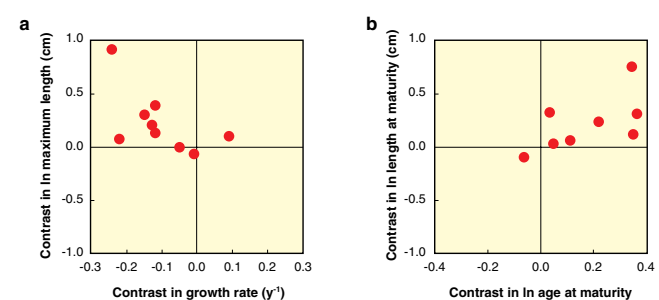 a
Contrast in ln maximum length (cm)
1.0
0.5
0.0
-0.5
-1.0
-0.3 -0.2 -0.1 0.0 0.1 0.2 0.3
Contrast in growth rate (y⁻¹)
b
Contrast in ln length at maturity (cm)
1.0
0.5
0.0
-0.5
-1.0
-0.4 -0.2 0.0 0.2 0.4
Contrast in ln age at maturity